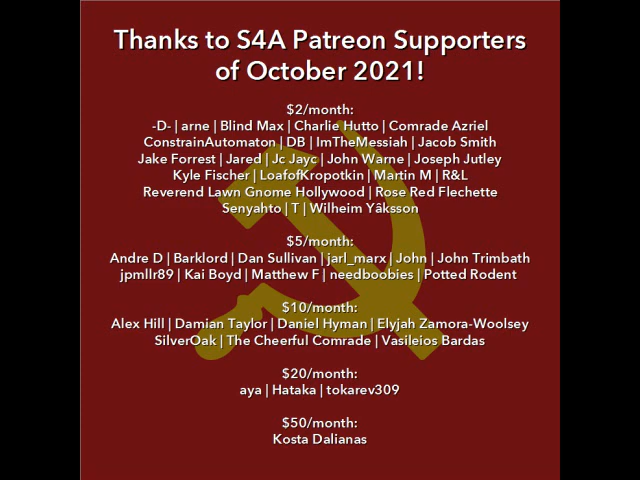 Thanks to S4A Patreon Supporters
of October 2021!
$2/month:
-D- | arne | Blind Max | Charlie Hutto | Comrade Azriel
ConstrainAutomaton | DB | ImTheMessiah | Jacob Smith
Jake Forrest | Jared | Jc Jayc | John Warne | Joseph Jutley
Kyle Fischer | LoafofKropotkin | Martin M | R&L
Reverend Lawn Gnome Hollywood | Rose Red Flechette
Senyahto | T | Wilheim Yâksson
$5/month:
Andre D | Barklord | Dan Sullivan | jarl_marx | John | John Trimbath
jpmllr89 | Kai Boyd | Matthew F | needboobies | Potted Rodent
$10/month:
Alex Hill | Damian Taylor | Daniel Hyman | Elyjah Zamora-Woolsey
SilverOak | The Cheerful Comrade | Vasileios Bardas
$20/month:
aya | Hataka | tokarev309
$50/month:
Kosta Dalianas